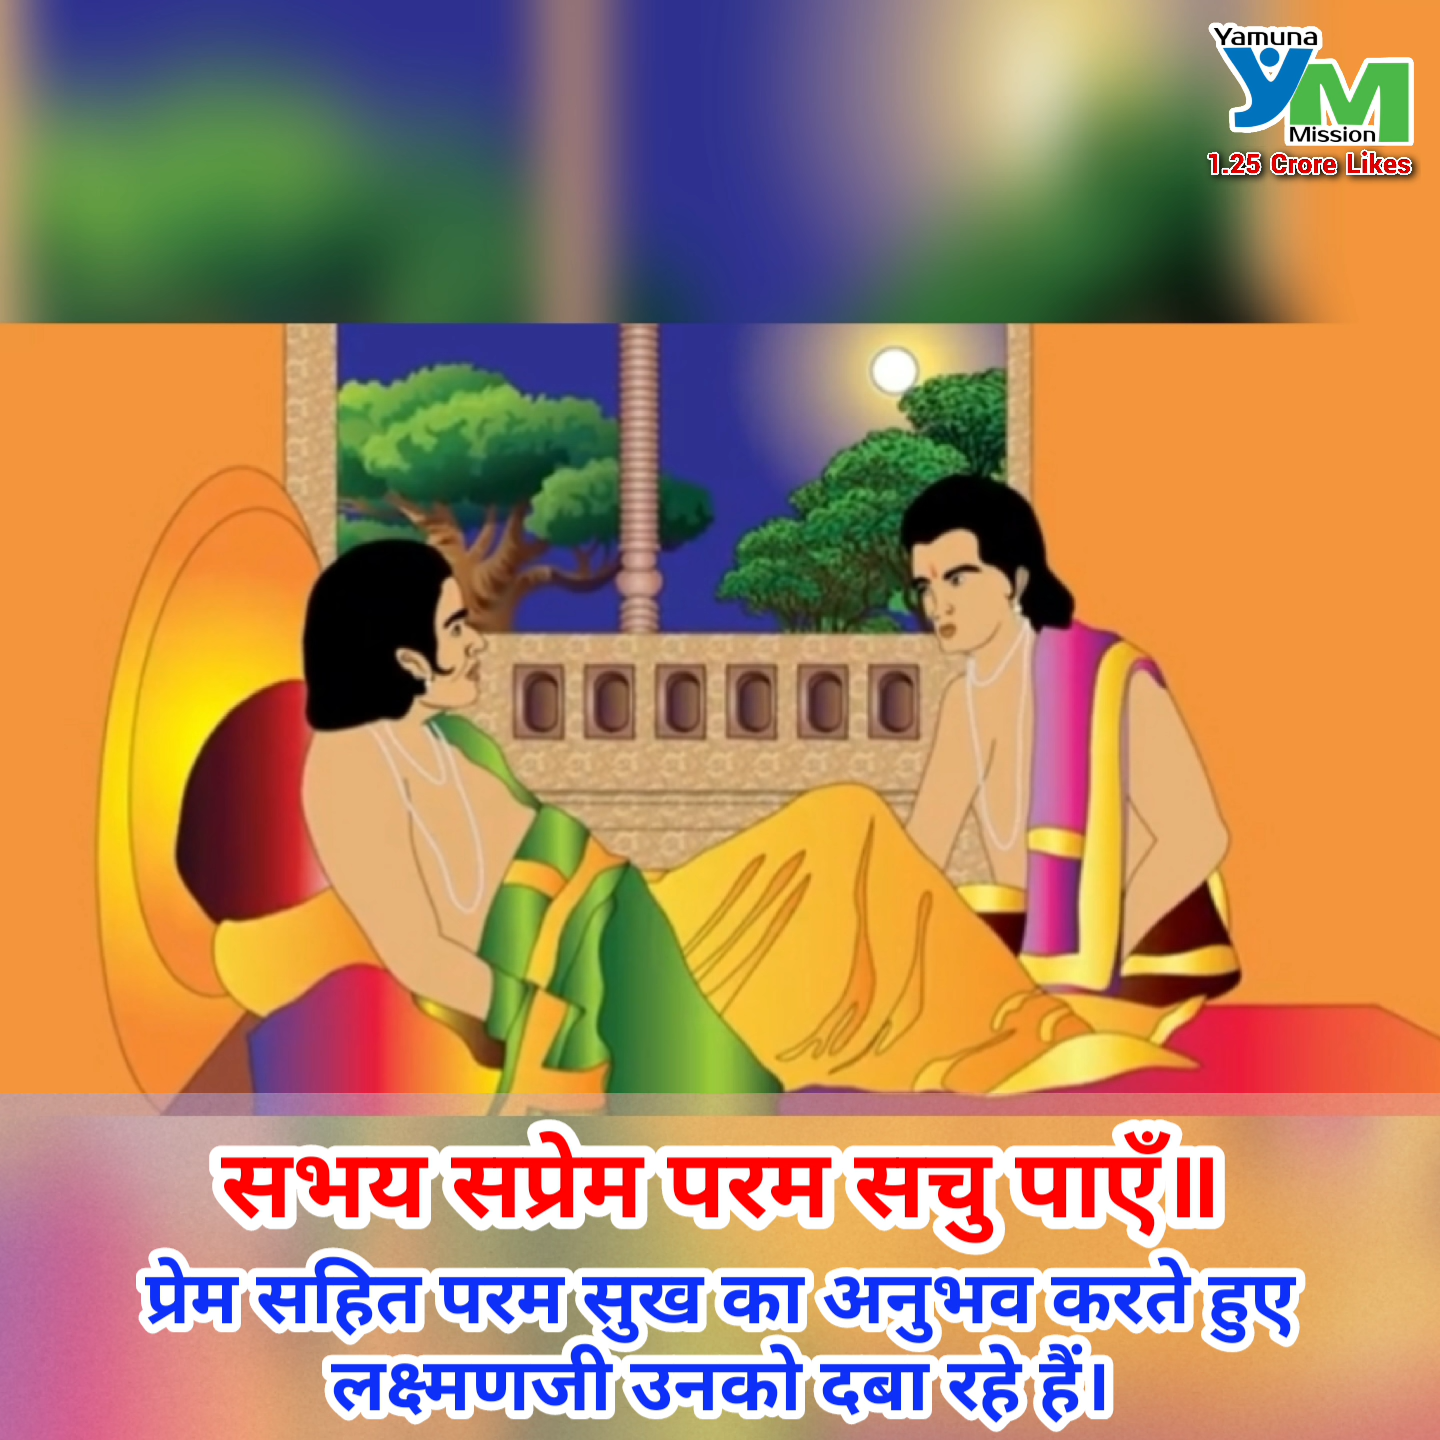 Yamuna
YM
Mission
1.25 Crore Likes
सभय सप्रेम परम सचु पाएँ॥
प्रेम सहित परम सुख का अनुभव करते हुए
लक्ष्मणजी उनको दबा रहे हैं।